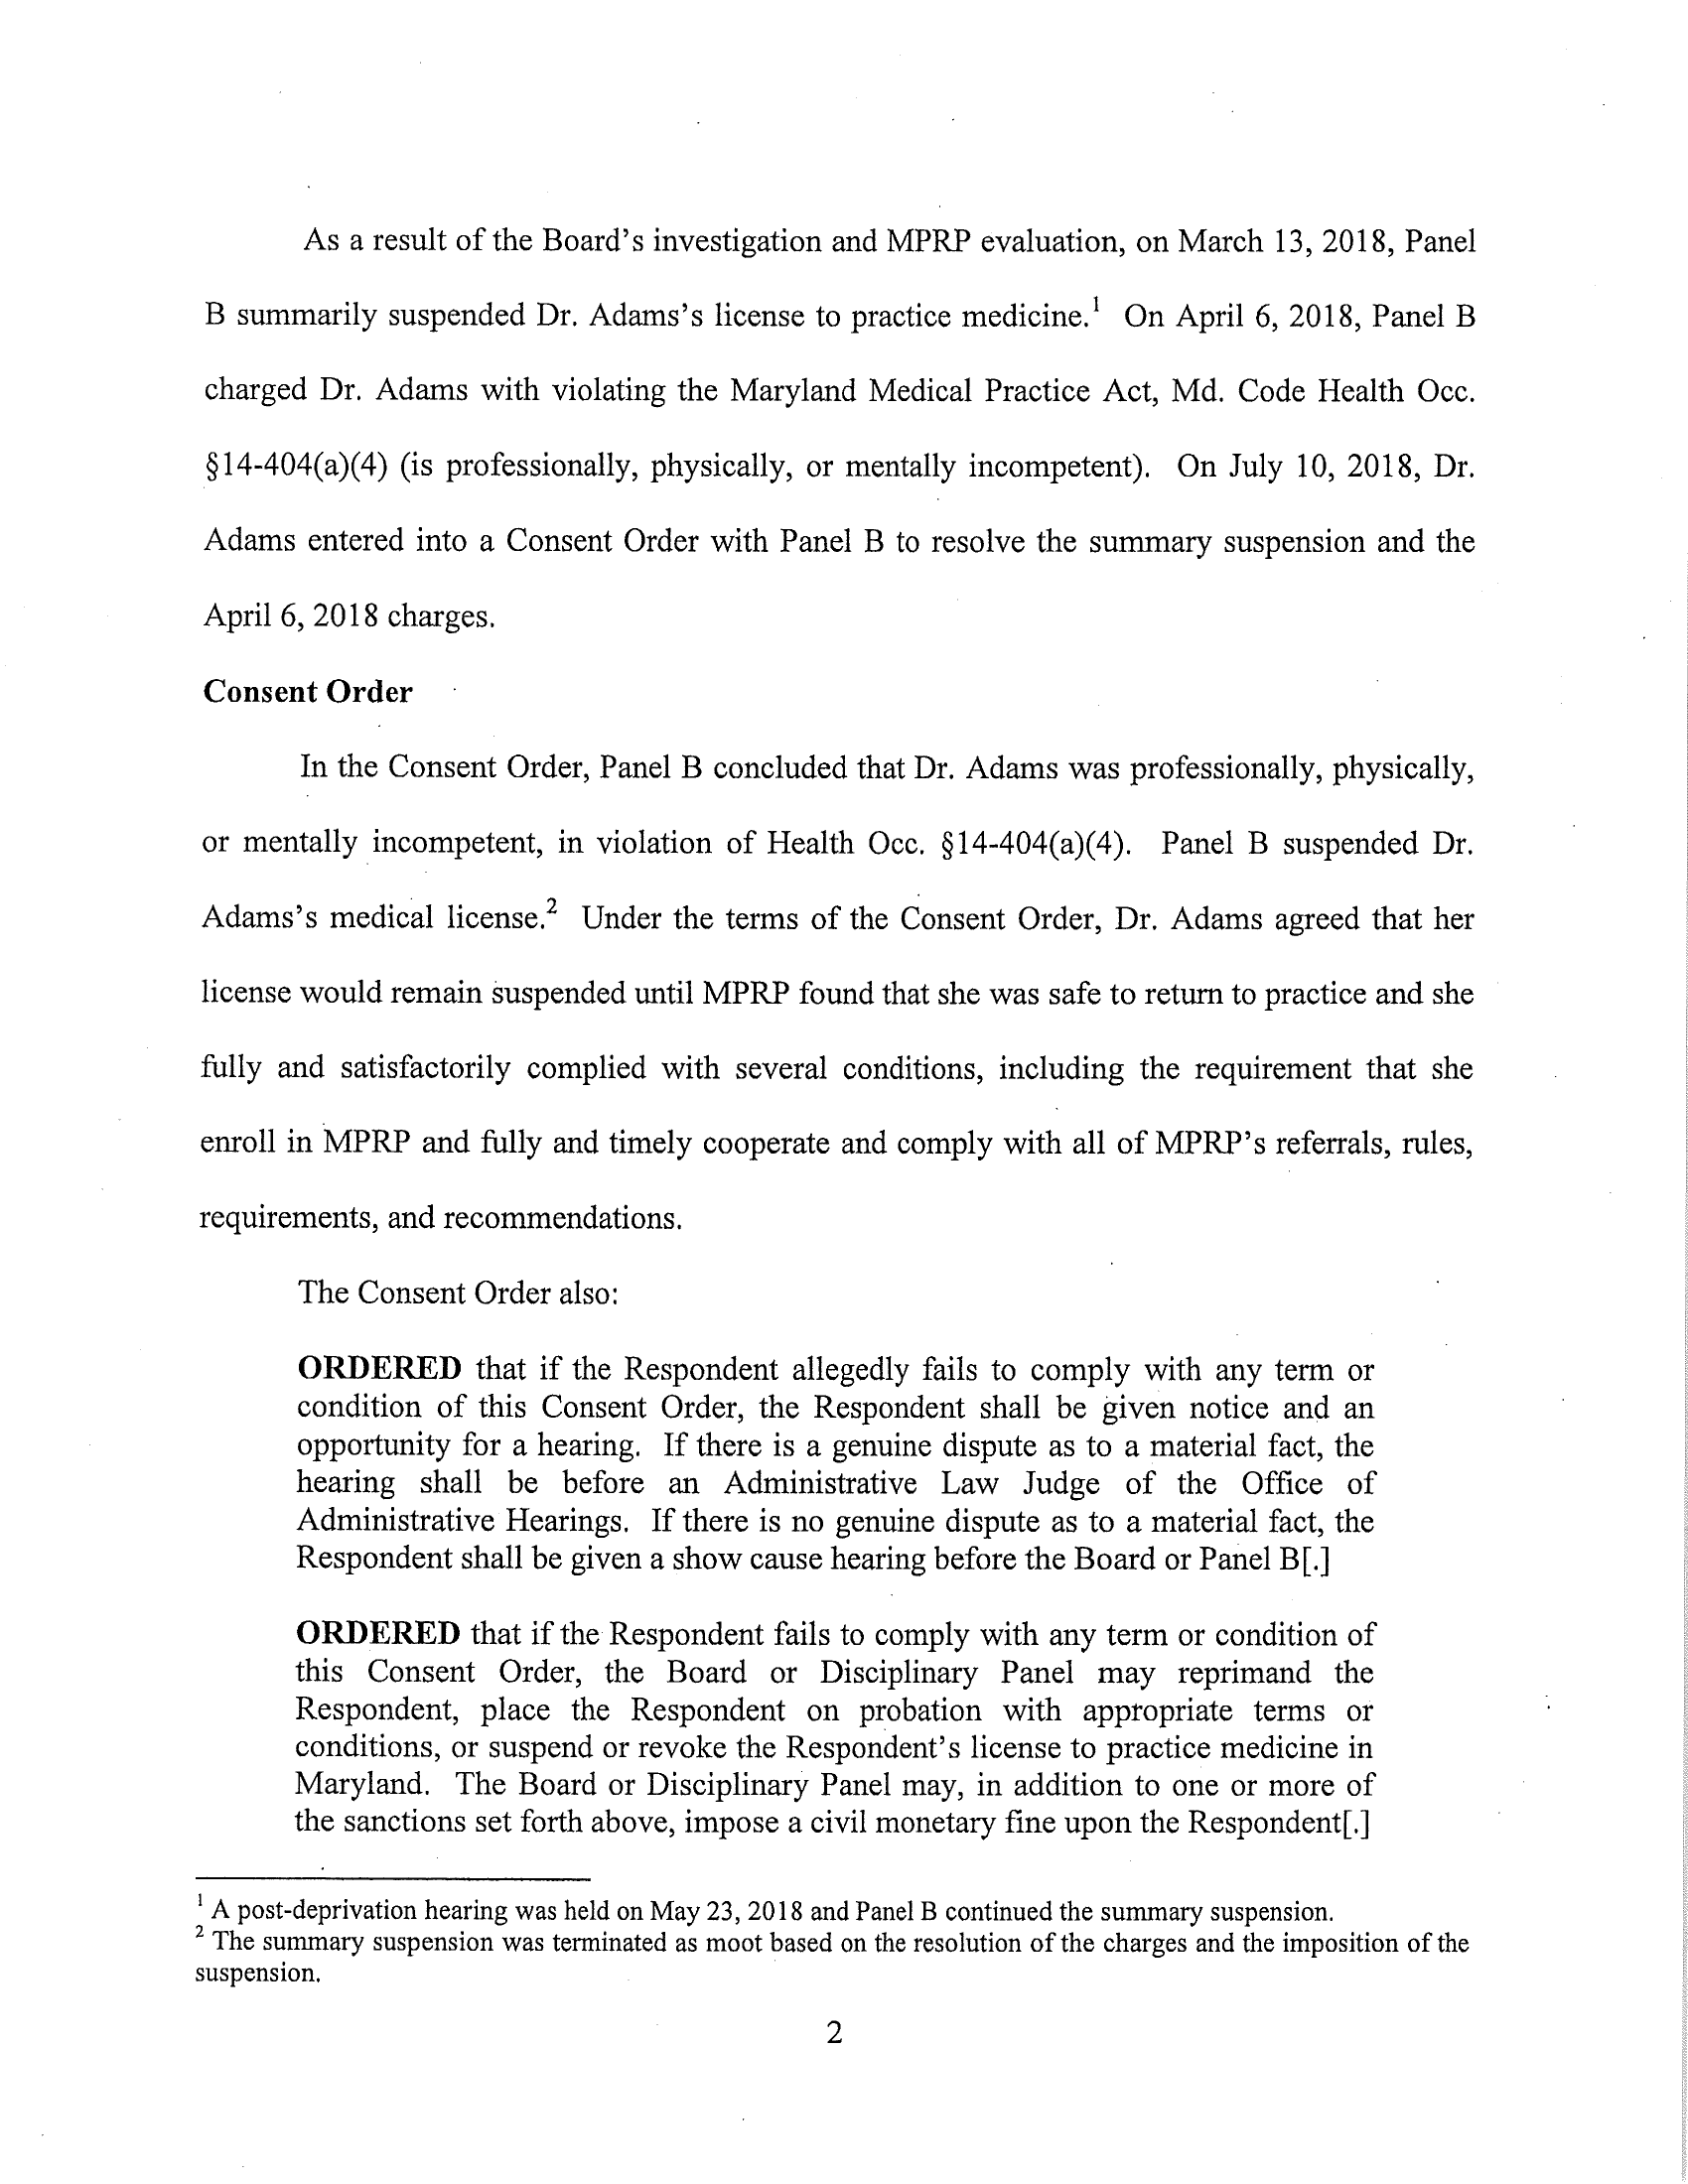 As a result of the Board's investigation and MPRP evaluation, on March 13, 2018, Panel
B summarily suspended Dr. Adams's license to practice medicine.1 On April 6, 2018, Panel B
charged Dr. Adams with violating the Maryland Medical Practice Act, Md. Code Health Occ.
§14-404(a)(4) (is professionally, physically, or mentally incompetent). On July 10, 2018, Dr.
Adams entered into a Consent Order with Panel B to resolve the summary suspension and the
April 6, 2018 charges.
Consent Order
In the Consent Order, Panel B concluded that Dr. Adams was professionally, physically,
or mentally incompetent, in violation of Health Occ. §14-404(a)(4). Panel B suspended Dr.
Adams's medical license.2 Under the terms of the Consent Order, Dr. Adams agreed that her
license would remain suspended until MPRP found that she was safe to return to practice and she
fully and satisfactorily complied with several conditions, including the requirement that she
enroll in MPRP and fully and timely cooperate and comply with all of MPRP's referrals, rules,
requirements, and recommendations.
The Consent Order also:
ORDERED that if the Respondent allegedly fails to comply with any term or
condition of this Consent Order, the Respondent shall be given notice and an
opportunity for a hearing. If there is a genuine dispute as to a material fact, the
hearing shall be before an Administrative Law Judge of the Office of
Administrative Hearings. If there is no genuine dispute as to a material fact, the
Respondent shall be given a show cause hearing before the Board or Panel B[.]
ORDERED that if the Respondent fails to comply with any term or condition of
this Consent Order, the Board or Disciplinary Panel may reprimand the
Respondent, place the Respondent on probation with appropriate terms or
conditions, or suspend or revoke the Respondent's license to practice medicine in
Maryland. The Board or Disciplinary Panel may, in addition to one or more of
the sanctions set forth above, impose a civil monetary fine upon the Respondent[.]
1 A post-deprivation hearing was held on May 23, 2018 and Panel B continued the summary suspension.
2 The summary suspension was terminated as moot based on the resolution of the charges and the imposition of the
suspension.
2